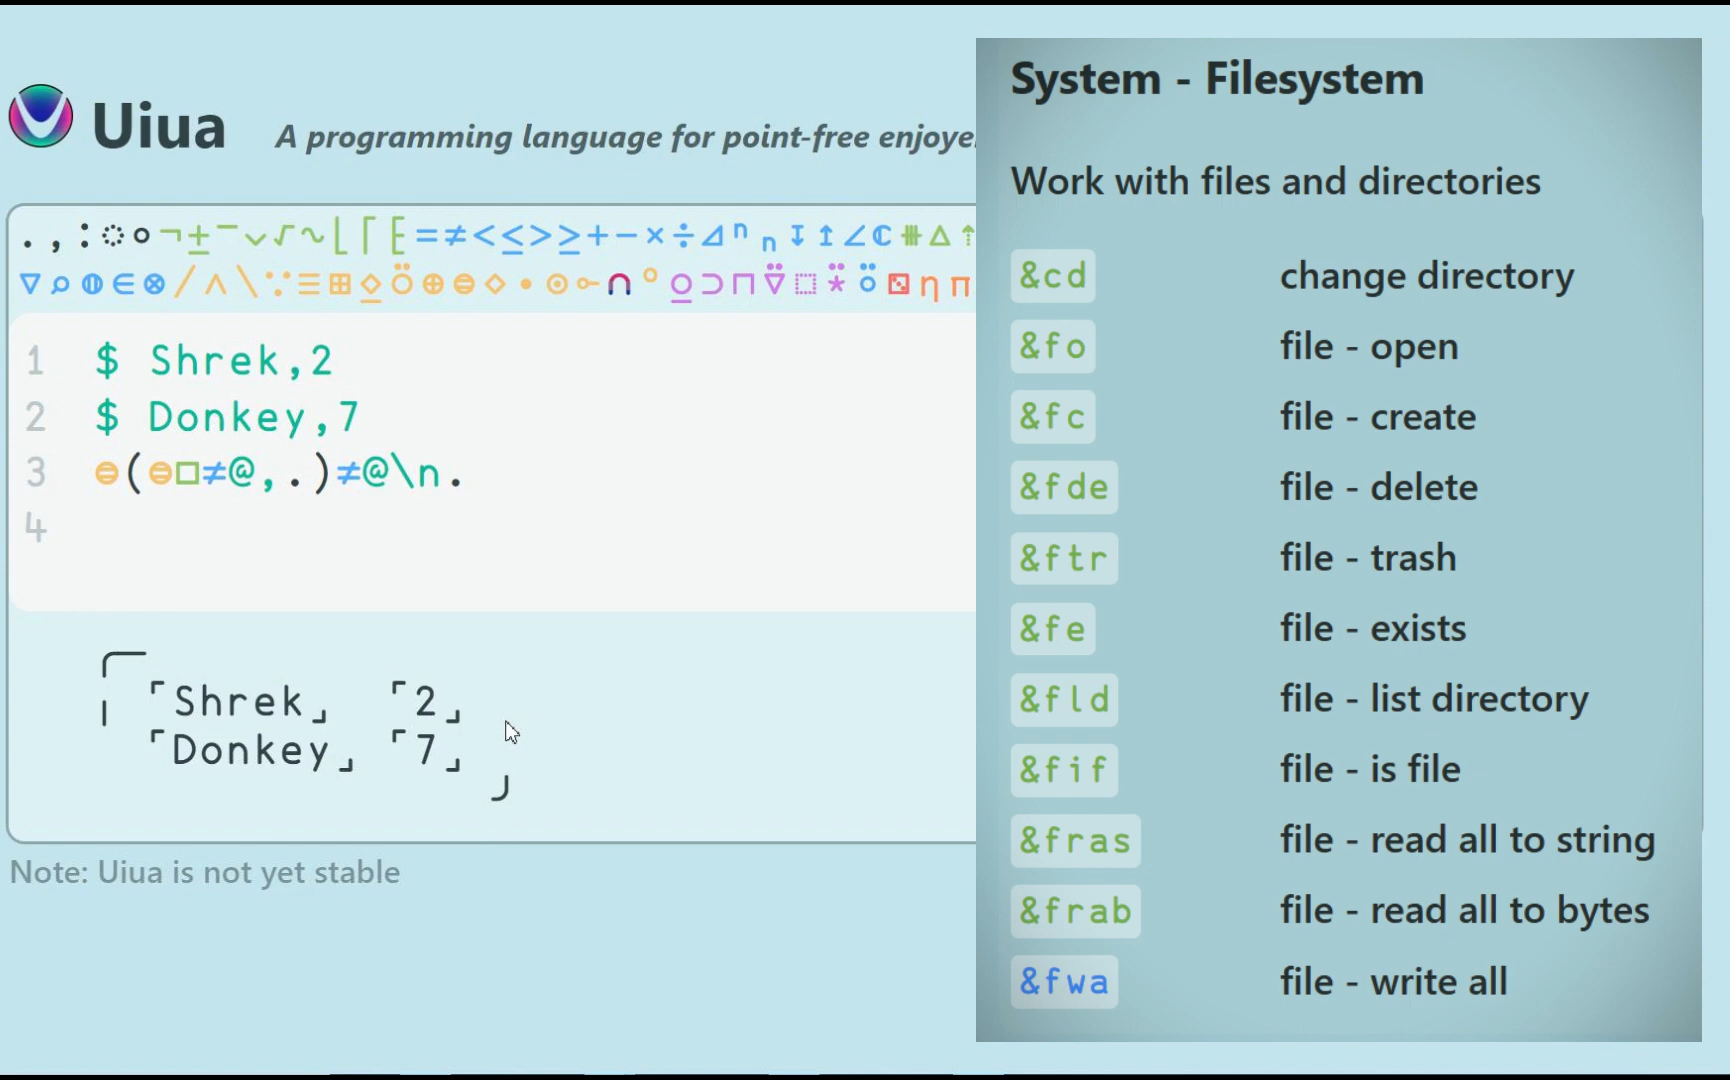 Uiua
A programming language for point-free enjoye
. , : ◌ ∘ ¬ ± ¯ ⌵ √ ∿ ⌊ ⌈ ⁅ = ≠ < ≤ > ≥ + - × ÷ ⊿ ⁿ ₙ ↧ ↥ ∠ ℂ ⧻ △ ⇡
▽ ⌕ ◫ ∈ ⊗ / ∧ \ ∵ ≡ ⊞ ⊕ ⊖ ⊓ ⊃ ⚂ η π
1 $ Shrek,2
2 $ Donkey,7
3 ⊜(⊜□≠@,.)≠@\n.
4
⌜Shrek⌟ ⌜2⌟
⌜Donkey⌟ ⌜7⌟
Note: Uiua is not yet stable
System - Filesystem
Work with files and directories
&cd change directory
&fo file - open
&fc file - create
&fde file - delete
&ftr file - trash
&fe file - exists
&fld file - list directory
&fif file - is file
&fras file - read all to string
&frab file - read all to bytes
&fwa file - write all